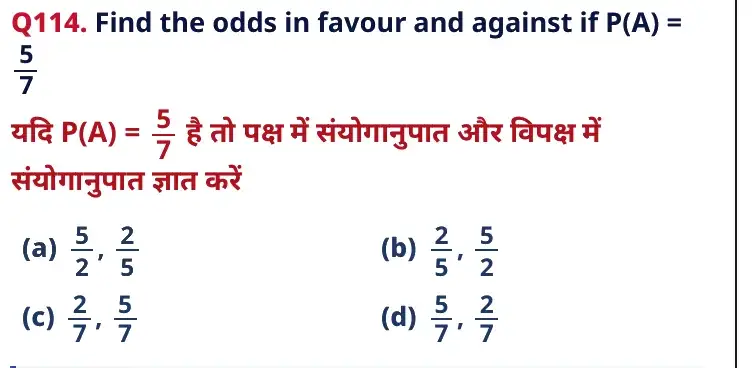 Q114. Find the odds in favour and against if P(A) =
5/7
यदि P(A) = 5/7 है तो पक्ष में संयोगानुपात और विपक्ष में
संयोगानुपात ज्ञात करें
(a) 5/2, 2/5 (b) 2/5, 5/2
(c) 2/7, 5/7 (d) 5/7, 2/7